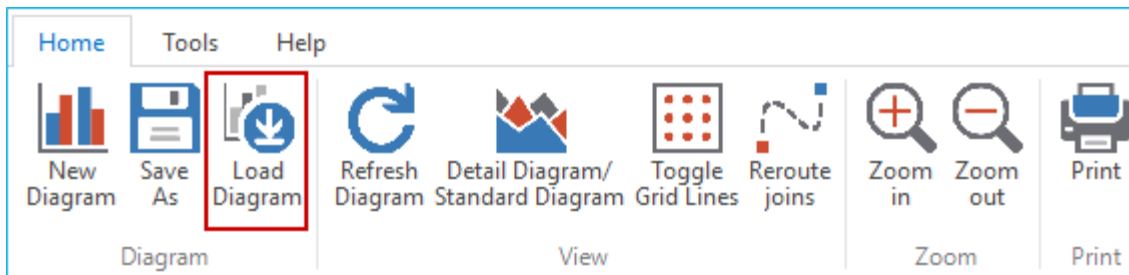 Home Tools Help
New Diagram
Save As
Load Diagram
Refresh Diagram
Detail Diagram/ Standard Diagram
Toggle Grid Lines
Reroute joins
Zoom in
Zoom out
Print
Diagram View Zoom Print